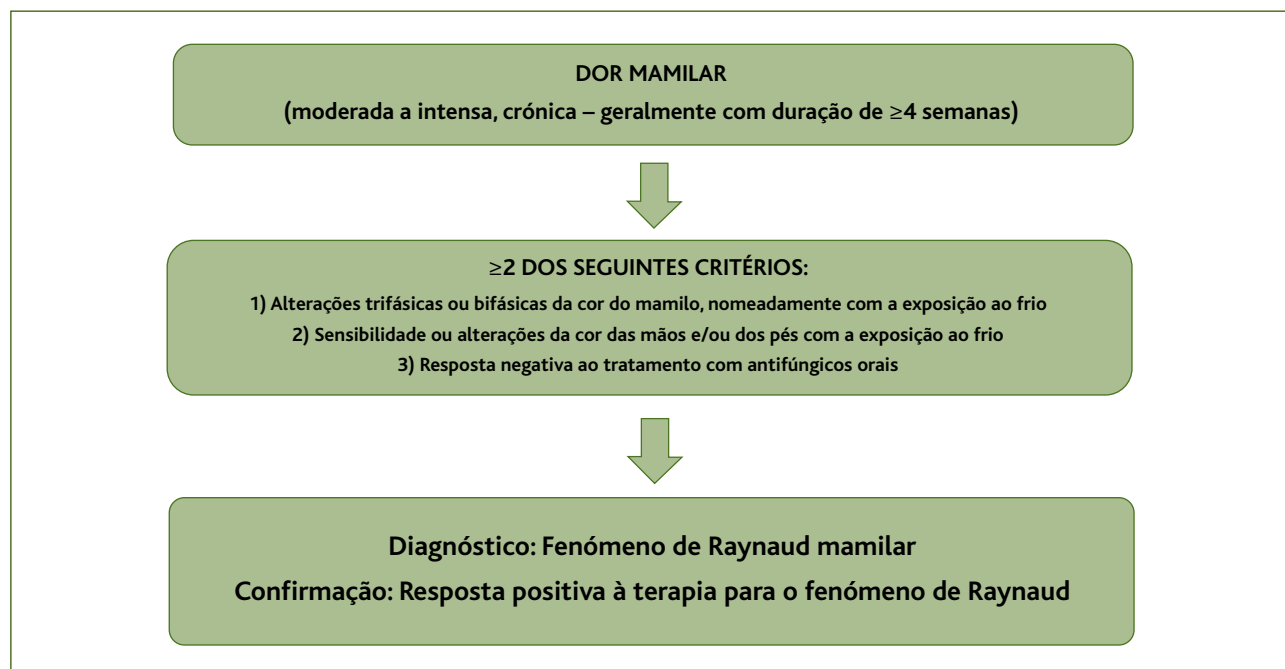 DOR MAMILAR
(moderada a intensa, crónica – geralmente com duração de ≥4 semanas)
≥2 DOS SEGUINTES CRITÉRIOS:
1) Alterações trifásicas ou bifásicas da cor do mamilo, nomeadamente com a exposição ao frio
2) Sensibilidade ou alterações da cor das mãos e/ou dos pés com a exposição ao frio
3) Resposta negativa ao tratamento com antifúngicos orais
Diagnóstico: Fenómeno de Raynaud mamilar
Confirmação: Resposta positiva à terapia para o fenómeno de Raynaud